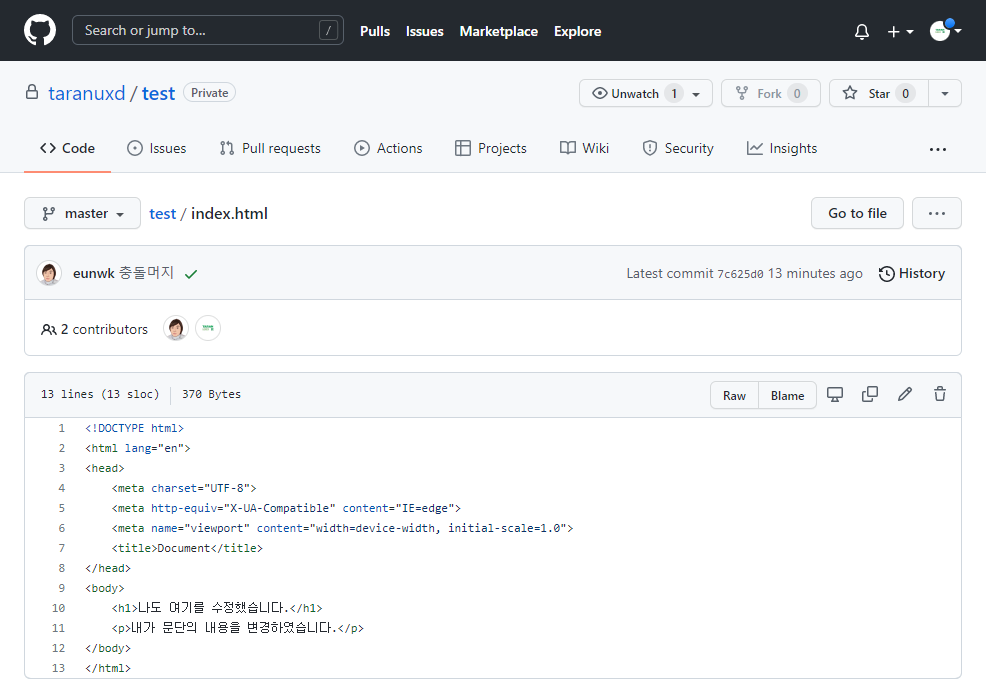 Search or jump to... /
Pulls Issues Marketplace Explore
taranuxd / test Private
Unwatch 1 Fork 0 Star 0
Code Issues Pull requests Actions Projects Wiki Security Insights
master test / index.html Go to file
eunwk 충돌머지 Latest commit 7c625d0 13 minutes ago History
2 contributors
13 lines (13 sloc) 370 Bytes Raw Blame
1 <!DOCTYPE html>
2 <html lang="en">
3 <head>
4 <meta charset="UTF-8">
5 <meta http-equiv="X-UA-Compatible" content="IE=edge">
6 <meta name="viewport" content="width=device-width, initial-scale=1.0">
7 <title>Document</title>
8 </head>
9 <body>
10 <h1>나도 여기를 수정했습니다.</h1>
11 <p>내가 문단의 내용을 변경하였습니다.</p>
12 </body>
13 </html>